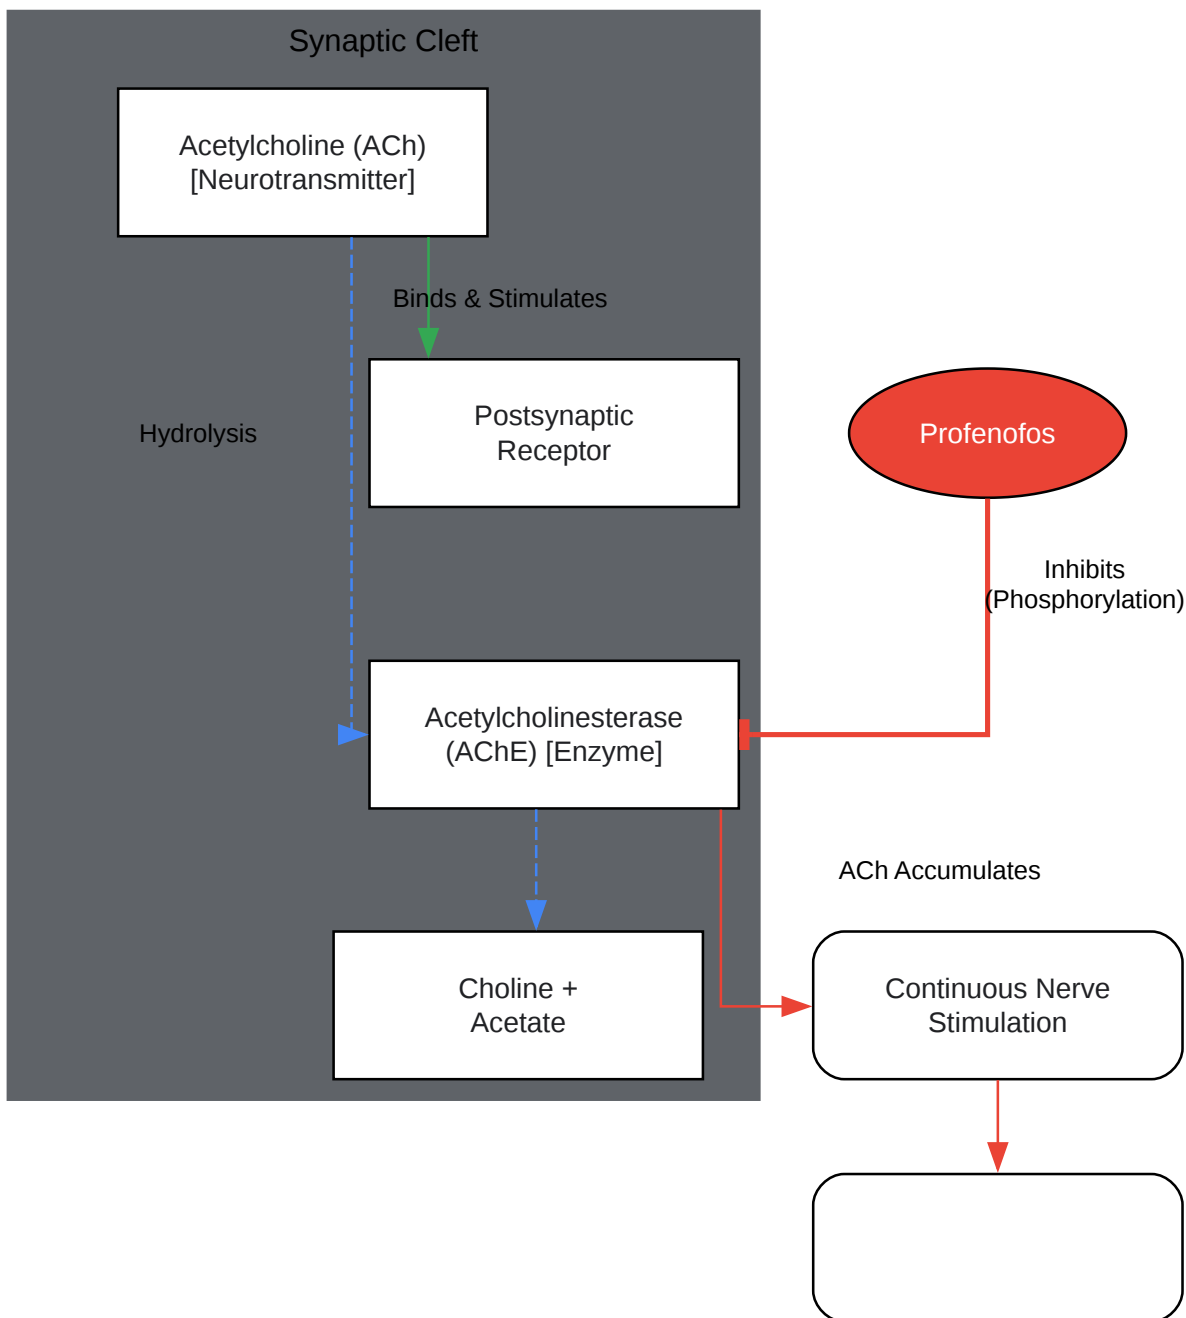 Synaptic Cleft
Acetylcholine (ACh)
[Neurotransmitter]
Binds & Stimulates
Hydrolysis
Postsynaptic
Receptor
Profenofos
Inhibits
(Phosphorylation)
Acetylcholinesterase
(AChE) [Enzyme]
ACh Accumulates
Choline +
Acetate
Continuous Nerve
Stimulation